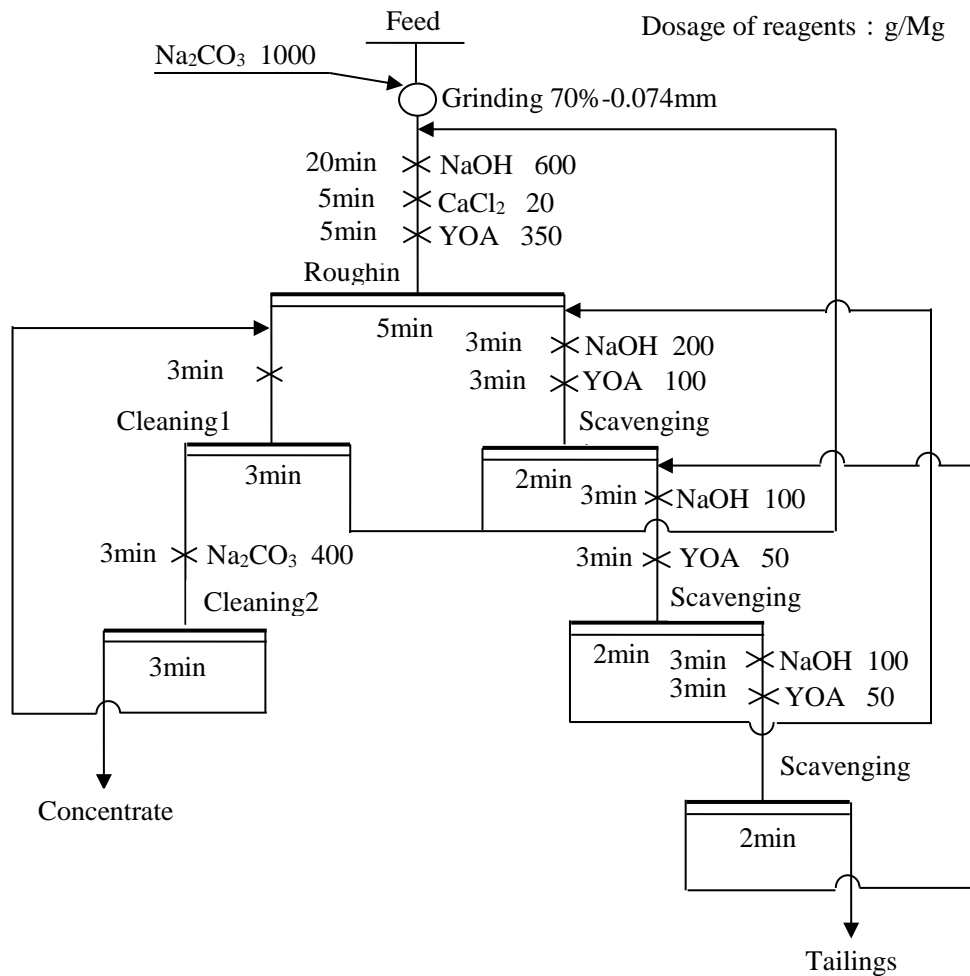 Feed
Dosage of reagents : g/Mg
Na₂CO₃ 1000
Grinding 70%-0.074mm
20min NaOH 600
5min CaCl₂ 20
5min YOA 350
Roughin
5min
3min NaOH 200
3min
3min YOA 100
Cleaning1
Scavenging
3min
2min
3min NaOH 100
3min Na₂CO₃ 400
3min YOA 50
Cleaning2
Scavenging
3min
2min
3min NaOH 100
3min YOA 50
Scavenging
Concentrate
2min
Tailings